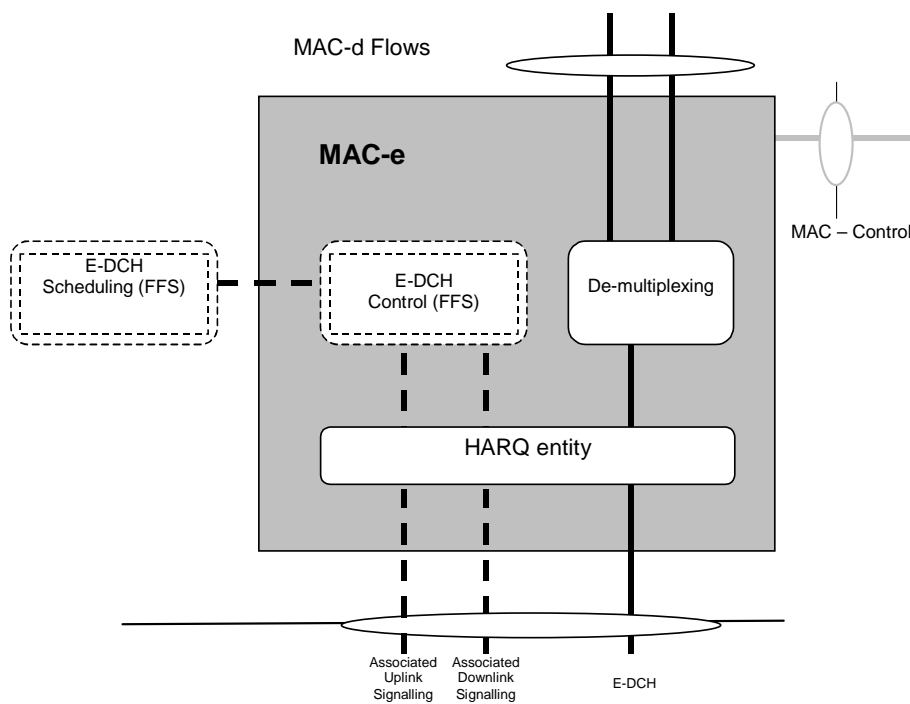 MAC-d Flows
MAC-e
MAC – Control
E-DCH
Scheduling (FFS)
E-DCH
Control (FFS)
De-multiplexing
HARQ entity
Associated
Uplink
Signalling
Associated
Downlink
Signalling
E-DCH